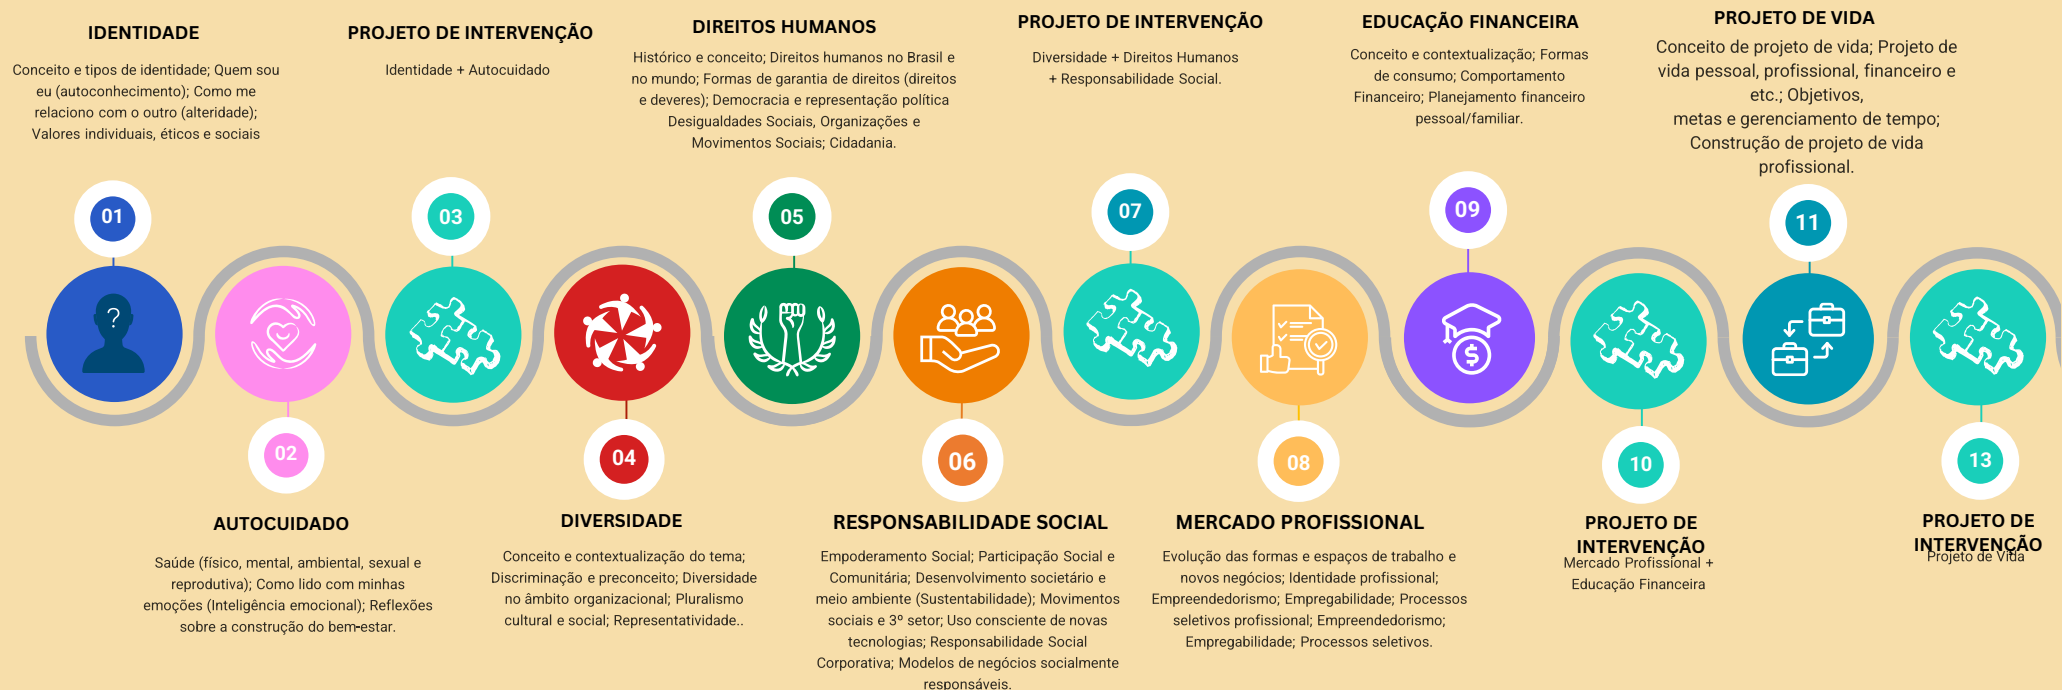 IDENTIDADE
Conceito e tipos de identidade; Quem sou
eu (autoconhecimento); Como me
relaciono com o outro (alteridade);
Valores individuais, éticos e sociais
01
?
02
AUTOCUIDADO
Saúde (físico, mental, ambiental, sexual e
reprodutiva); Como lido com minhas
emoções (Inteligência emocional); Reflexões
sobre a construção do bem-estar.
PROJETO DE INTERVENÇÃO
Identidade + Autocuidado
03
04
DIVERSIDADE
Conceito e contextualização do tema;
Discriminação e preconceito; Diversidade
no âmbito organizacional; Pluralismo
cultural e social; Representatividade..
DIREITOS HUMANOS
Histórico e conceito; Direitos humanos no Brasil e
no mundo; Formas de garantia de direitos (direitos
e deveres); Democracia e representação política
Desigualdades Sociais, Organizações e
Movimentos Sociais; Cidadania.
05
06
RESPONSABILIDADE SOCIAL
Empoderamento Social; Participação Social e
Comunitária; Desenvolvimento societário e
meio ambiente (Sustentabilidade); Movimentos
sociais e 3º setor; Uso consciente de novas
tecnologias; Responsabilidade Social
Corporativa; Modelos de negócios socialmente
responsáveis.
PROJETO DE INTERVENÇÃO
Diversidade + Direitos Humanos
+ Responsabilidade Social.
07
08
MERCADO PROFISSIONAL
Evolução das formas e espaços de trabalho e
novos negócios; Identidade profissional;
Empreendedorismo; Empregabilidade; Processos
seletivos profissional; Empreendedorismo;
Empregabilidade; Processos seletivos.
EDUCAÇÃO FINANCEIRA
Conceito e contextualização; Formas
de consumo; Comportamento
Financeiro; Planejamento financeiro
pessoal/familiar.
09
$
10
PROJETO DE
INTERVENÇÃO
Mercado Profissional +
Educação Financeira
PROJETO DE VIDA
Conceito de projeto de vida; Projeto de
vida pessoal, profissional, financeiro e
etc.; Objetivos,
metas e gerenciamento de tempo;
Construção de projeto de vida
profissional.
11
13
PROJETO DE
INTERVENÇÃO
Projeto de Vida